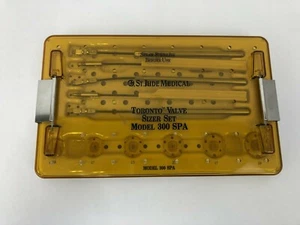 St Jude Medical
Toronto Valve
Sizer Set
Model 300 SPA
MODEL 300 SPA